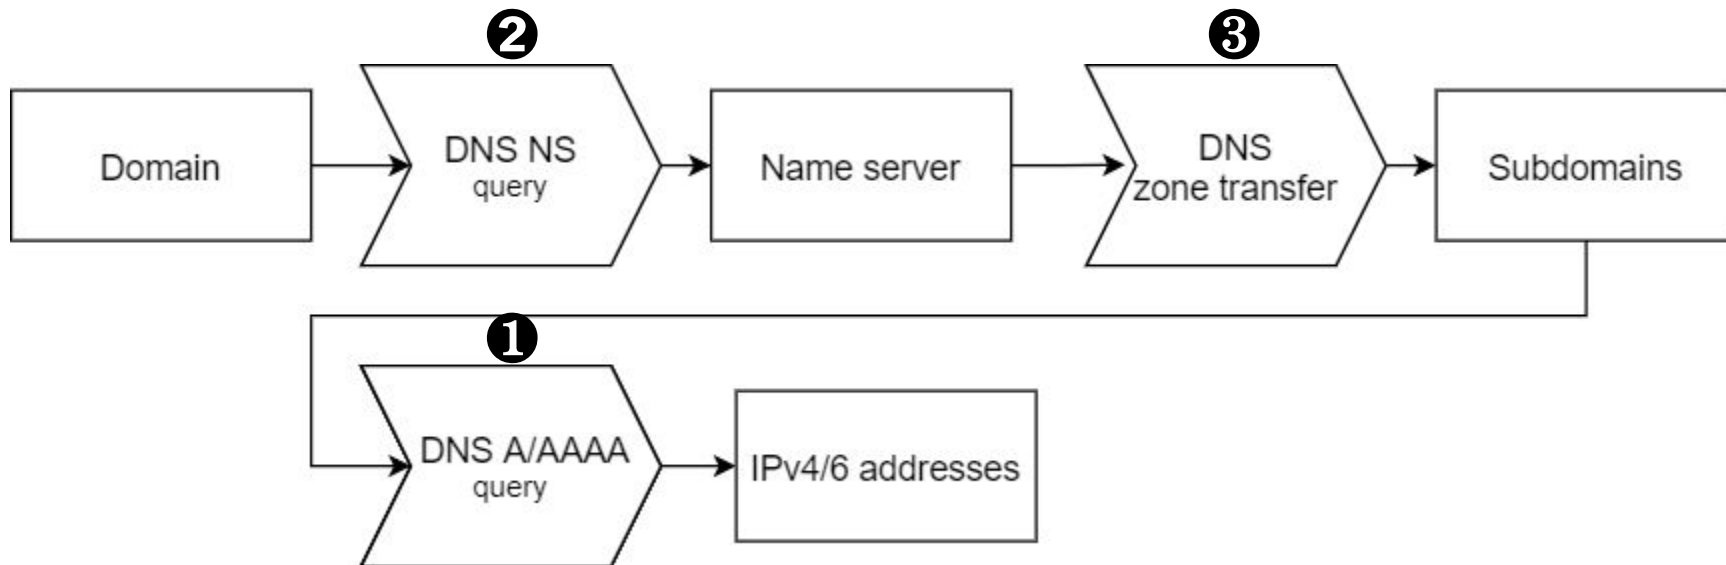 ❷
❸
Domain
DNS NS
query
Name server
DNS
zone transfer
Subdomains
❶
DNS A/AAAA
query
IPv4/6 addresses